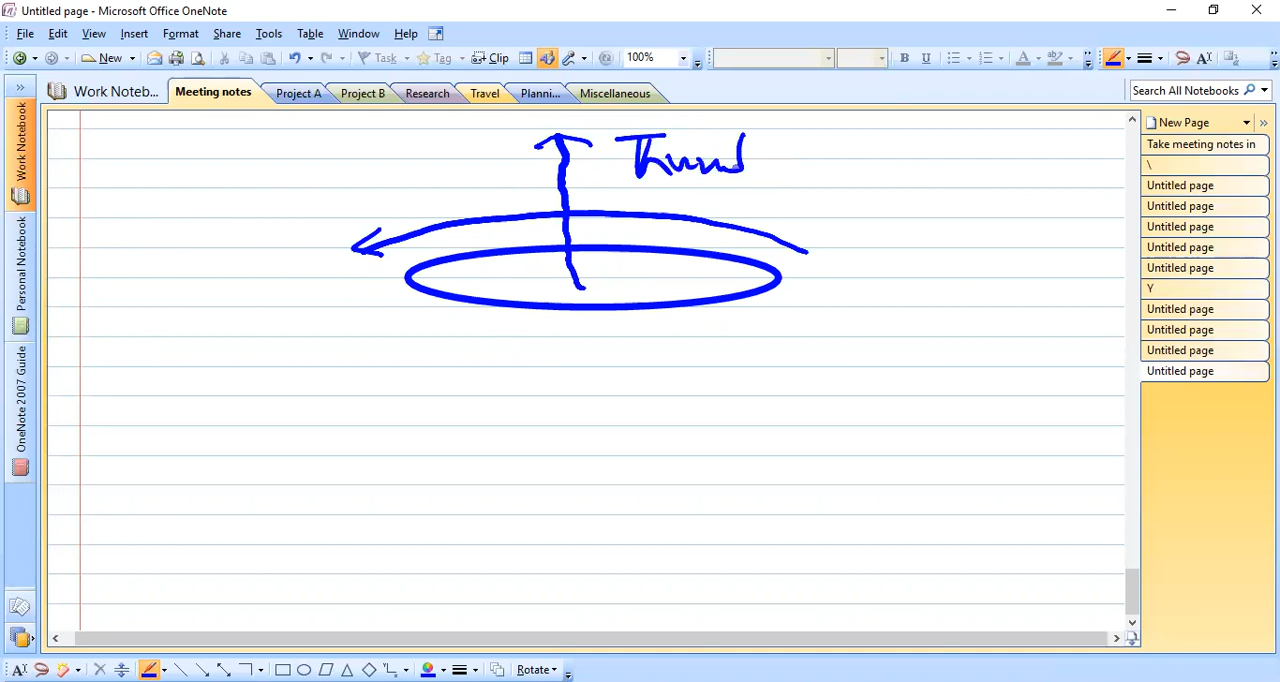 Untitled page - Microsoft Office OneNote
File Edit View Insert Format Share Tools Table Window Help
New Task Tag Clip 100% B U A ab A
Work Noteb... Meeting notes Project A Project B Research Travel Planni... Miscellaneous
Search All Notebooks
Work Notebook
Personal Notebook
OneNote 2007 Guide
New Page
Take meeting notes in
\
Untitled page
Untitled page
Untitled page
Untitled page
Untitled page
Y
Untitled page
Untitled page
Untitled page
Untitled page
A Rotate